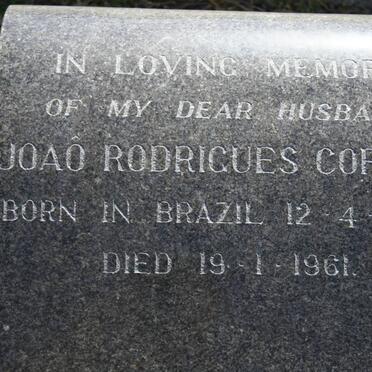 IN LOVING MEMOR
OF MY DEAR HUSBA
JOAÔ RODRIGUES COR
BORN IN BRAZIL 12-4-
DIED 19-1-1961.